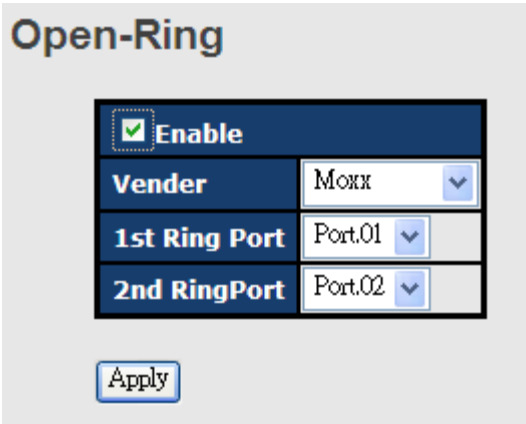 Open-Ring
Enable
Vender Moxx
1st Ring Port Port.01
2nd RingPort Port.02
Apply